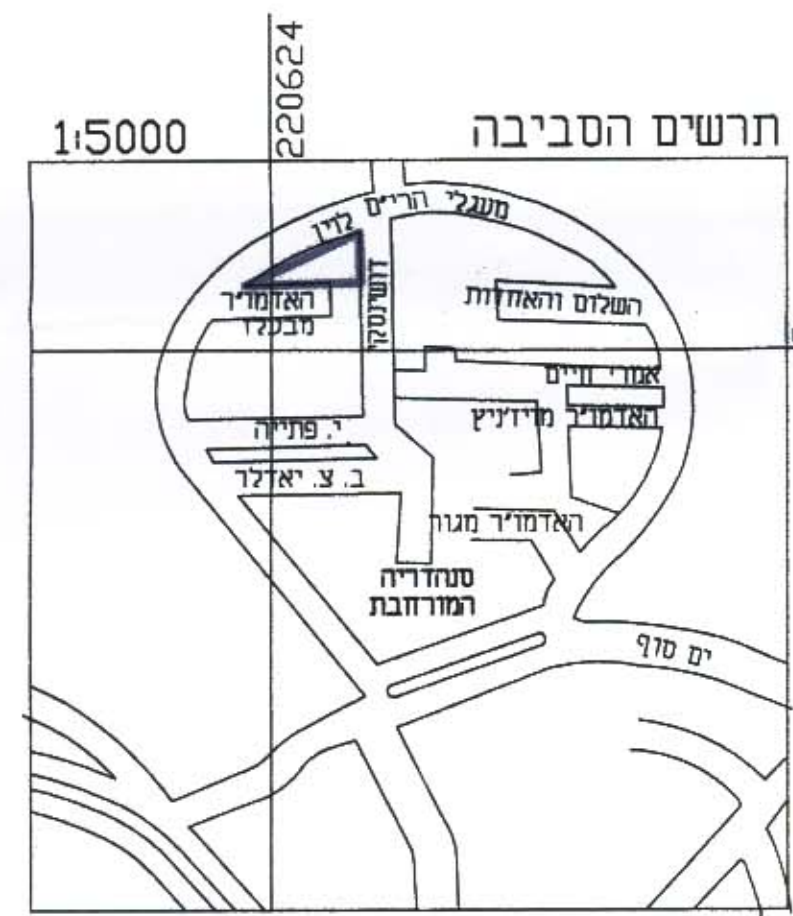 220624
תרשים הסביבה
1:5000
מעגלי הרי״ם לוין
דושינסקי
האדמו״ר
מבעלז
השלום והאחדות
אמרי חיים
האדמו״ר מויז׳ניץ
י. פתייה
ב. צ. יאדלר
האדמו״ר מגור
סנהדריה
המורחבת
ים סוף